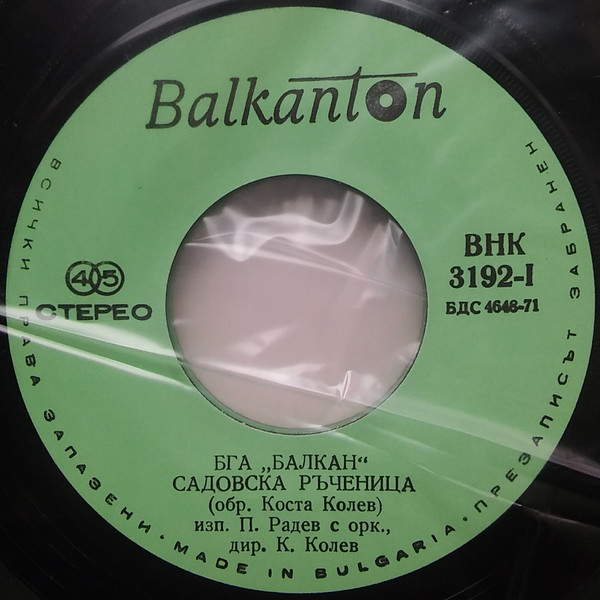 Balkanton
ВНК
3192-I
БДС 4648-71
45
СТЕРЕО
БГА „БАЛКАН“
САДОВСКА РЪЧЕНИЦА
(обр. Коста Колев)
изп. П. Радев с орк.,
дир. К. Колев
ВСИЧКИ ПРАВА ЗАПАЗЕНИ · MADE IN BULGARIA · ПРЕЗАПИСЪТ ЗАБРАНЕН